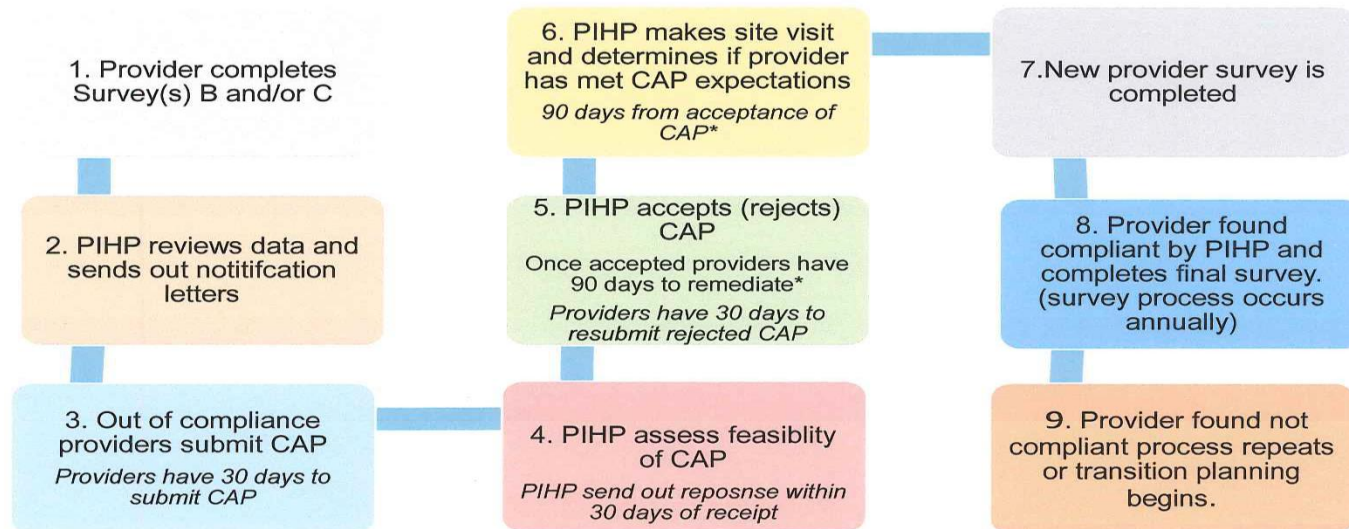 1. Provider completes
Survey(s) B and/or C
2. PIHP reviews data and
sends out notitifcation
letters
3. Out of compliance
providers submit CAP
Providers have 30 days to
submit CAP
4. PIHP assess feasiblity
of CAP
PIHP send out reposnse within
30 days of receipt
5. PIHP accepts (rejects)
CAP
Once accepted providers have
90 days to remediate*
Providers have 30 days to
resubmit rejected CAP
6. PIHP makes site visit
and determines if provider
has met CAP expectations
90 days from acceptance of
CAP*
7.New provider survey is
completed
8. Provider found
compliant by PIHP and
completes final survey.
(survey process occurs
annually)
9. Provider found not
compliant process repeats
or transition planning
begins.